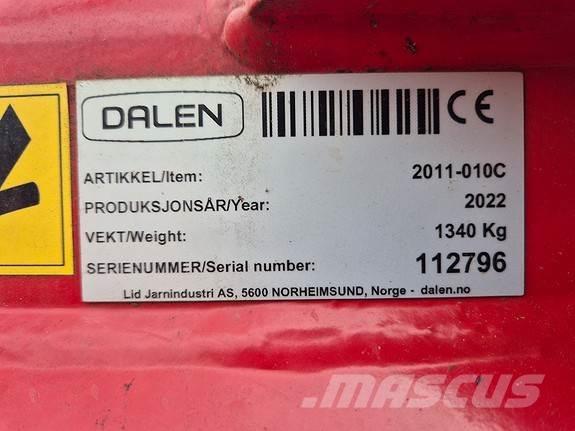 DALEN
CE
ARTIKKEL/Item: 2011-010C
PRODUKSJONSÅR/Year: 2022
VEKT/Weight: 1340 Kg
SERIENUMMER/Serial number: 112796
Lid Jarnindustri AS, 5600 NORHEIMSUND, Norge - dalen.no
MASCUS